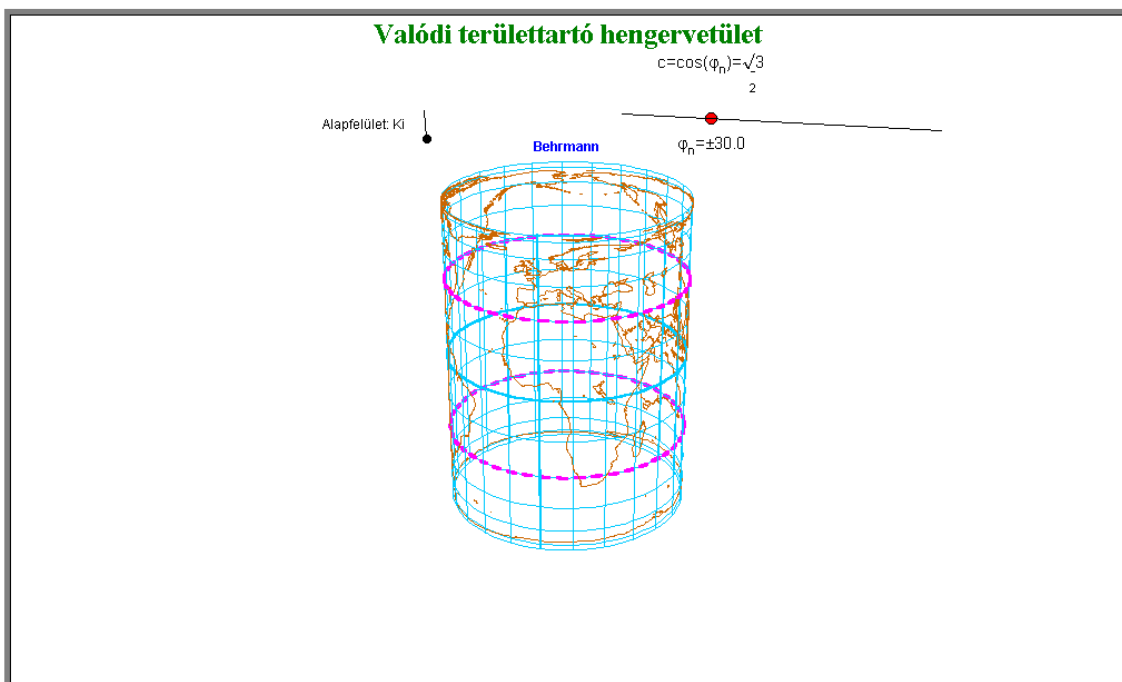 Valódi területtartó hengervetület
c=cos(φn)=√3
2
Alapfelület: Ki
φn=±30.0
Behrmann